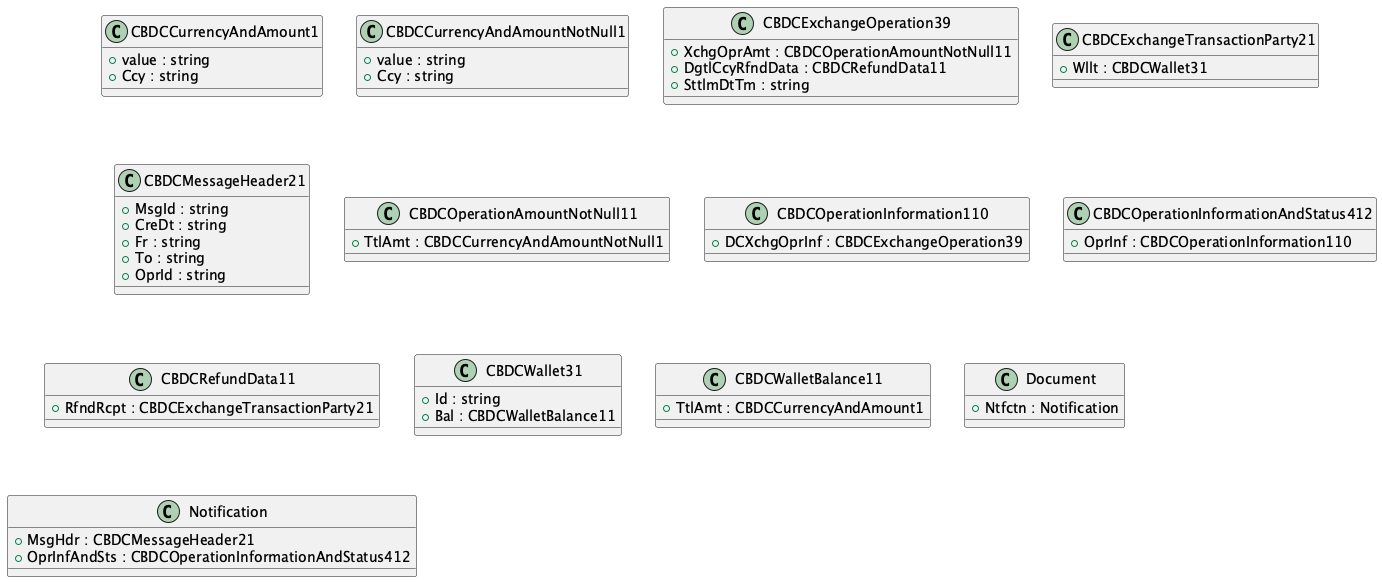 C CBDCCurrencyAndAmount1
+ value : string
+ Ccy : string
C CBDCCurrencyAndAmountNotNull1
+ value : string
+ Ccy : string
C CBDCExchangeOperation39
XchgOprAmt : CBDCOperationAmountNotNull11
DgtlCcyRfndData : CBDCRefundData11
SttlmDtTm : string
C CBDCExchangeTransactionParty21
Wllt : CBDCWallet31
C CBDCMessageHeader21
MsgId : string
CreDt : string
Fr : string
To : string
OprId : string
C CBDCOperationAmountNotNull11
TtlAmt : CBDCCurrencyAndAmountNotNull1
C CBDCOperationInformation110
DCXchgOprInf : CBDCExchangeOperation39
C CBDCOperationInformationAndStatus412
OprInf : CBDCOperationInformation110
C CBDCRefundData11
RfndRcpt : CBDCExchangeTransactionParty21
C CBDCWallet31
Id : string
Bal : CBDCWalletBalance11
C CBDCWalletBalance11
TtlAmt : CBDCCurrencyAndAmount1
C Document
Ntfctn : Notification
C Notification
MsgHdr : CBDCMessageHeader21
OprInfAndSts : CBDCOperationInformationAndStatus412